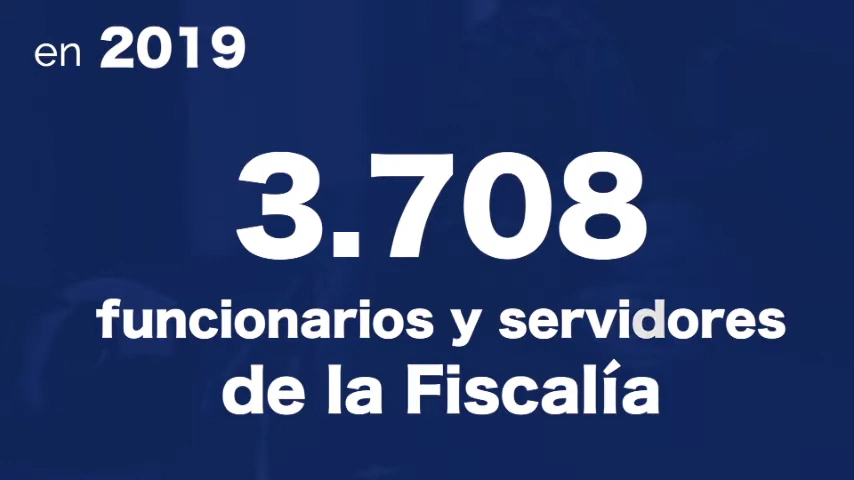 en 2019
3.708
funcionarios y servidores
de la Fiscalía